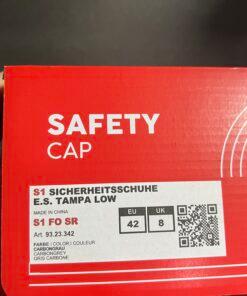 SAFETY
CAP
S1 SICHERHEITSSCHUHE
E.S. TAMPA LOW
MADE IN CHINA
S1 FO SR
Art. 93.23.342
EU UK
42 8
FARBE | COLOR | COULEUR
CARBONGRAU
CARBONGREY
GRIS CARBONE